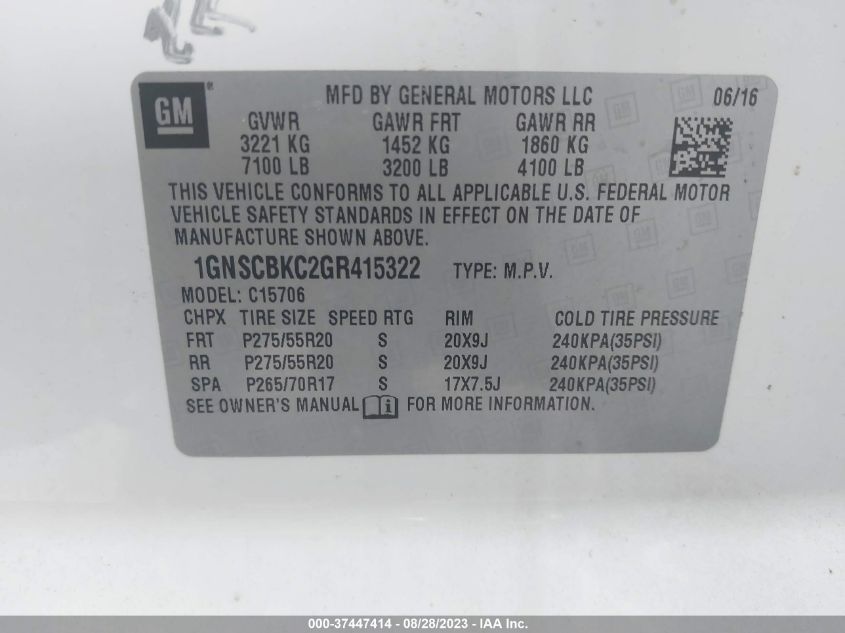 GM®
MFD BY GENERAL MOTORS LLC 06/16
GVWR GAWR FRT GAWR RR
3221 KG 1452 KG 1860 KG
7100 LB 3200 LB 4100 LB
THIS VEHICLE CONFORMS TO ALL APPLICABLE U.S. FEDERAL MOTOR
VEHICLE SAFETY STANDARDS IN EFFECT ON THE DATE OF
MANUFACTURE SHOWN ABOVE.
1GNSCBKC2GR415322 TYPE: M.P.V.
MODEL: C15706
CHPX TIRE SIZE SPEED RTG RIM COLD TIRE PRESSURE
FRT P275/55R20 S 20X9J 240KPA(35PSI)
RR P275/55R20 S 20X9J 240KPA(35PSI)
SPA P265/70R17 S 17X7.5J 240KPA(35PSI)
SEE OWNER'S MANUAL i FOR MORE INFORMATION.
000-37447414 - 08/28/2023 - IAA Inc.